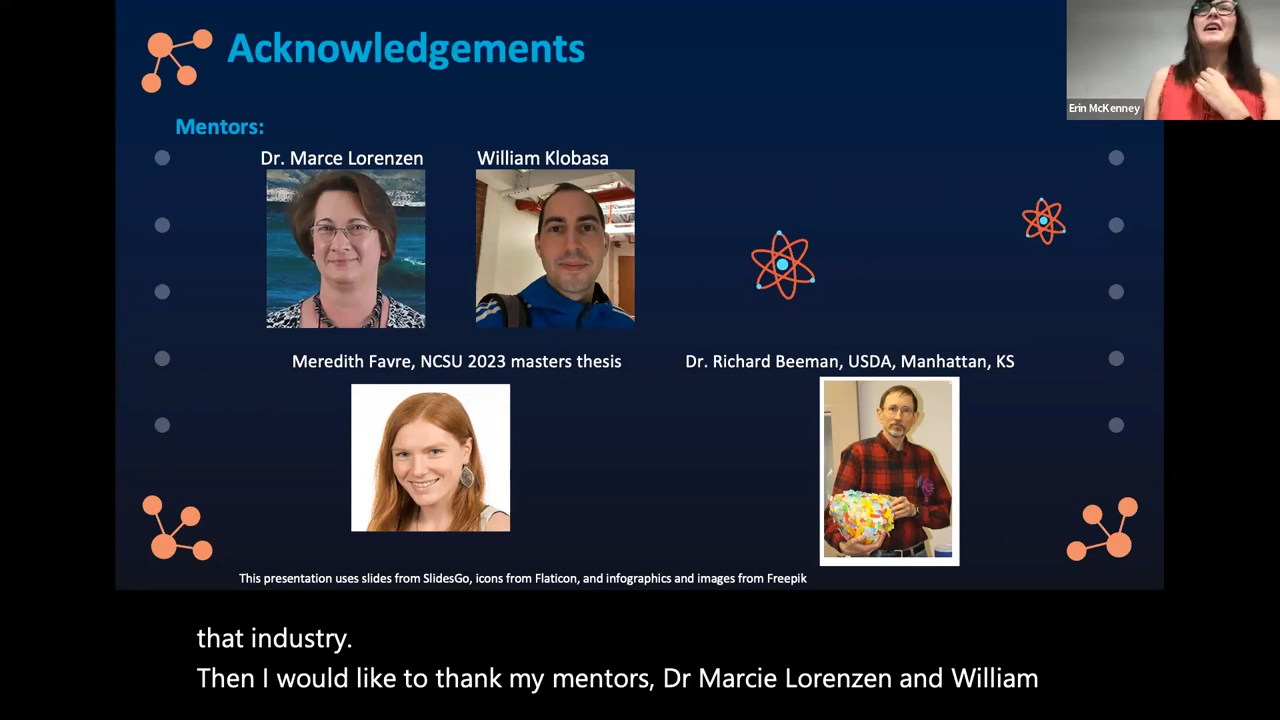 Acknowledgements
Erin McKenney
Mentors:
Dr. Marce Lorenzen
William Klobasa
Meredith Favre, NCSU 2023 masters thesis
Dr. Richard Beeman, USDA, Manhattan, KS
This presentation uses slides from SlidesGo, icons from Flaticon, and infographics and images from Freepik
that industry.
Then I would like to thank my mentors, Dr Marcie Lorenzen and William